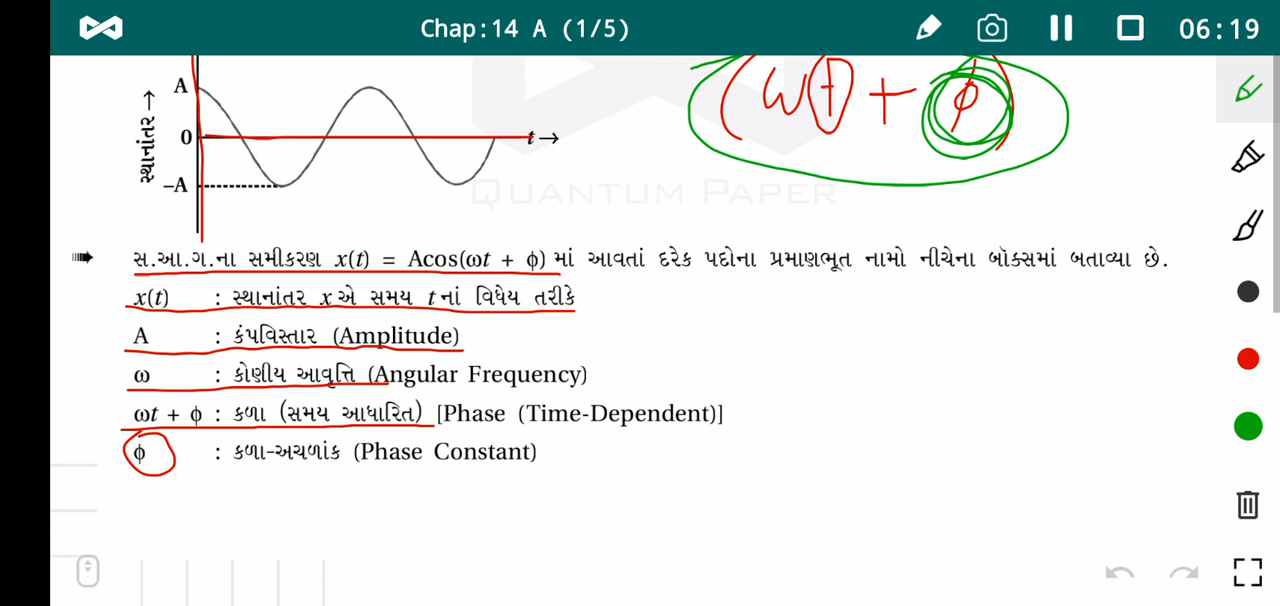 Chap:14 A (1/5)
06:19
A
(ωt + φ)
સ્થાનાંતર →
0
t →
–A
QUANTUM PAPER
➠ સ.આ.ગ.ના સમીકરણ x(t) = Acos(ωt + ϕ) માં આવતાં દરેક પદોના પ્રમાણભૂત નામો નીચેના બૉક્સમાં બતાવ્યા છે.
x(t) : સ્થાનાંતર x એ સમય t નાં વિધેય તરીકે
A : કંપવિસ્તાર (Amplitude)
ω : કોણીય આવૃત્તિ (Angular Frequency)
ωt + ϕ : કળા (સમય આધારિત) [Phase (Time-Dependent)]
ϕ : કળા-અચળાંક (Phase Constant)